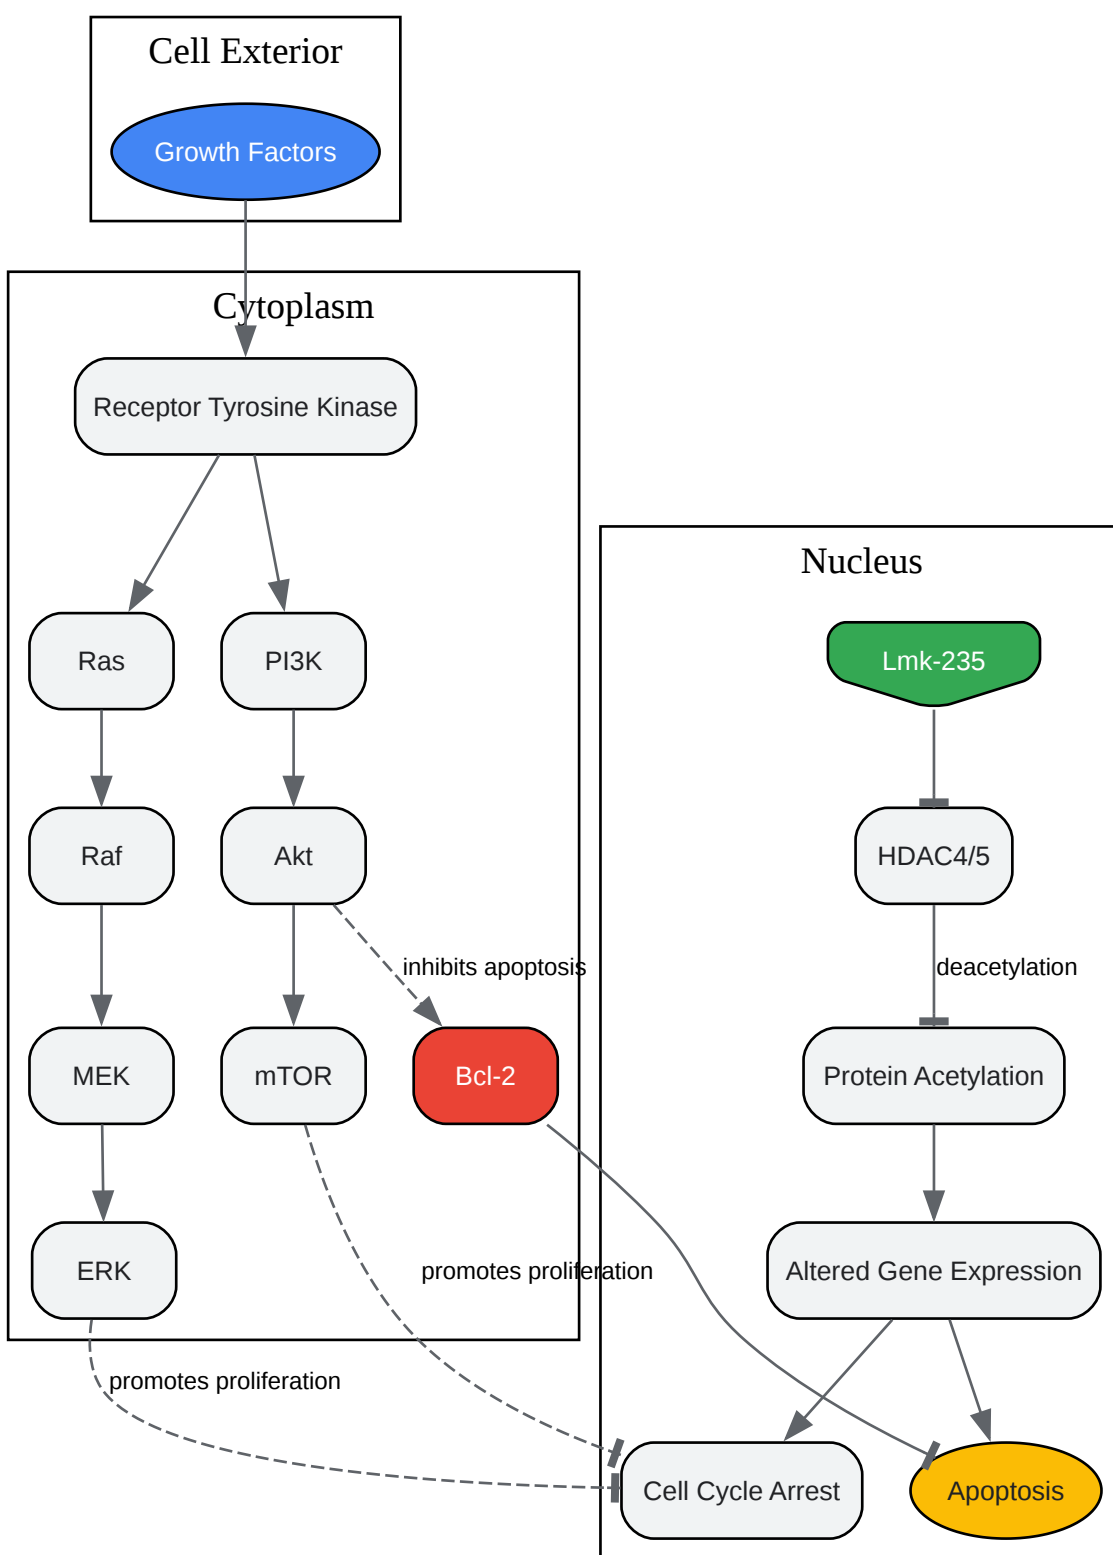 Cell Exterior
Growth Factors
Cytoplasm
Receptor Tyrosine Kinase
Nucleus
Ras
PI3K
Lmk-235
Raf
Akt
HDAC4/5
inhibits apoptosis
deacetylation
MEK
mTOR
Bcl-2
Protein Acetylation
ERK
promotes proliferation
Altered Gene Expression
promotes proliferation
Cell Cycle Arrest
Apoptosis